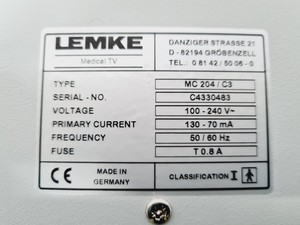 LEMKE
Medical TV
DANZIGER STRASSE 21
D - 82194 GRÖBENZELL
TEL.: 0 81 42 / 50 06 - 0
TYPE MC 204 / C3
SERIAL - NO. C4330483
VOLTAGE 100 - 240 V~
PRIMARY CURRENT 130 - 70 mA
FREQUENCY 50 / 60 Hz
FUSE T 0.8 A
CE MADE IN GERMANY
CLASSIFICATION I